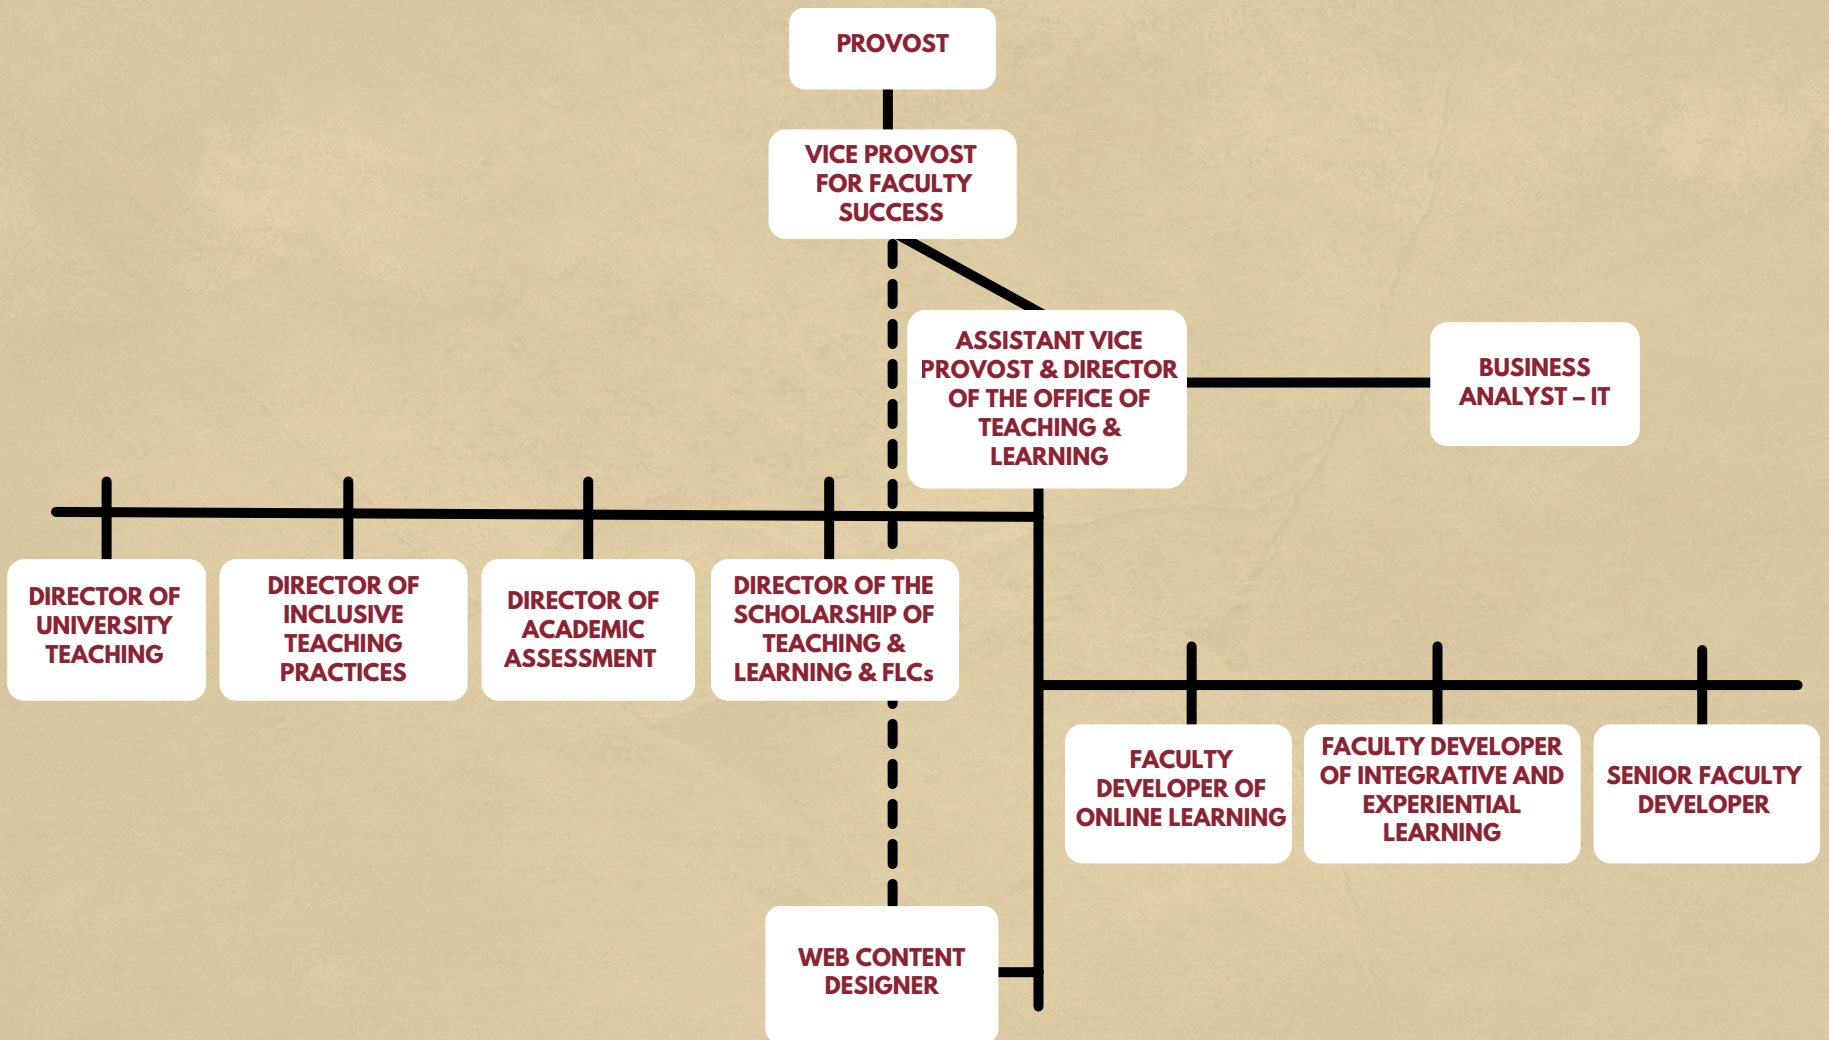 PROVOST
VICE PROVOST
FOR FACULTY
SUCCESS
ASSISTANT VICE
PROVOST & DIRECTOR
OF THE OFFICE OF
TEACHING &
LEARNING
BUSINESS
ANALYST – IT
DIRECTOR OF
UNIVERSITY
TEACHING
DIRECTOR OF
INCLUSIVE
TEACHING
PRACTICES
DIRECTOR OF
ACADEMIC
ASSESSMENT
DIRECTOR OF THE
SCHOLARSHIP OF
TEACHING &
LEARNING & FLCs
FACULTY
DEVELOPER OF
ONLINE LEARNING
FACULTY DEVELOPER
OF INTEGRATIVE AND
EXPERIENTIAL
LEARNING
SENIOR FACULTY
DEVELOPER
WEB CONTENT
DESIGNER